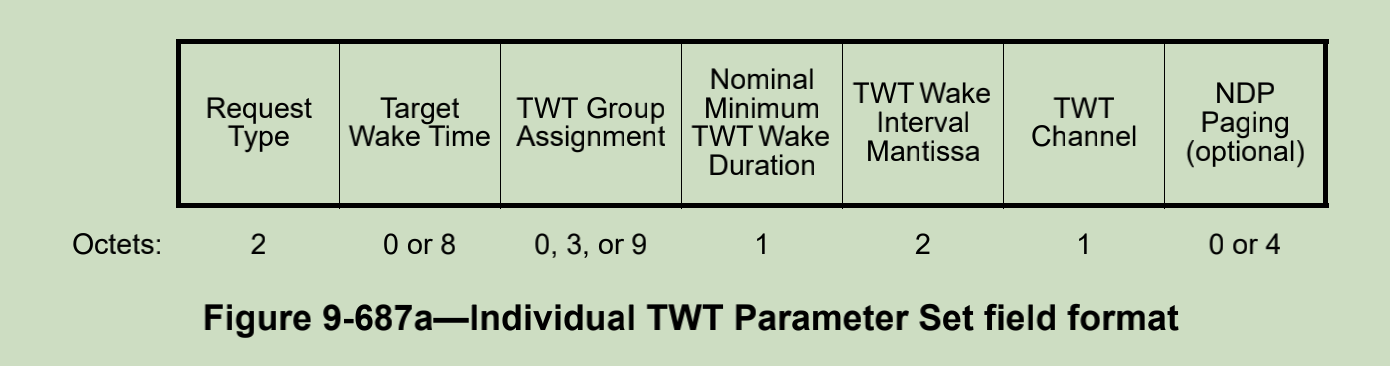 Request
Type
Target
Wake Time
TWT Group
Assignment
Nominal
Minimum
TWT Wake
Duration
TWT Wake
Interval
Mantissa
TWT
Channel
NDP
Paging
(optional)
Octets: 2 0 or 8 0, 3, or 9 1 2 1 0 or 4
Figure 9-687a—Individual TWT Parameter Set field format